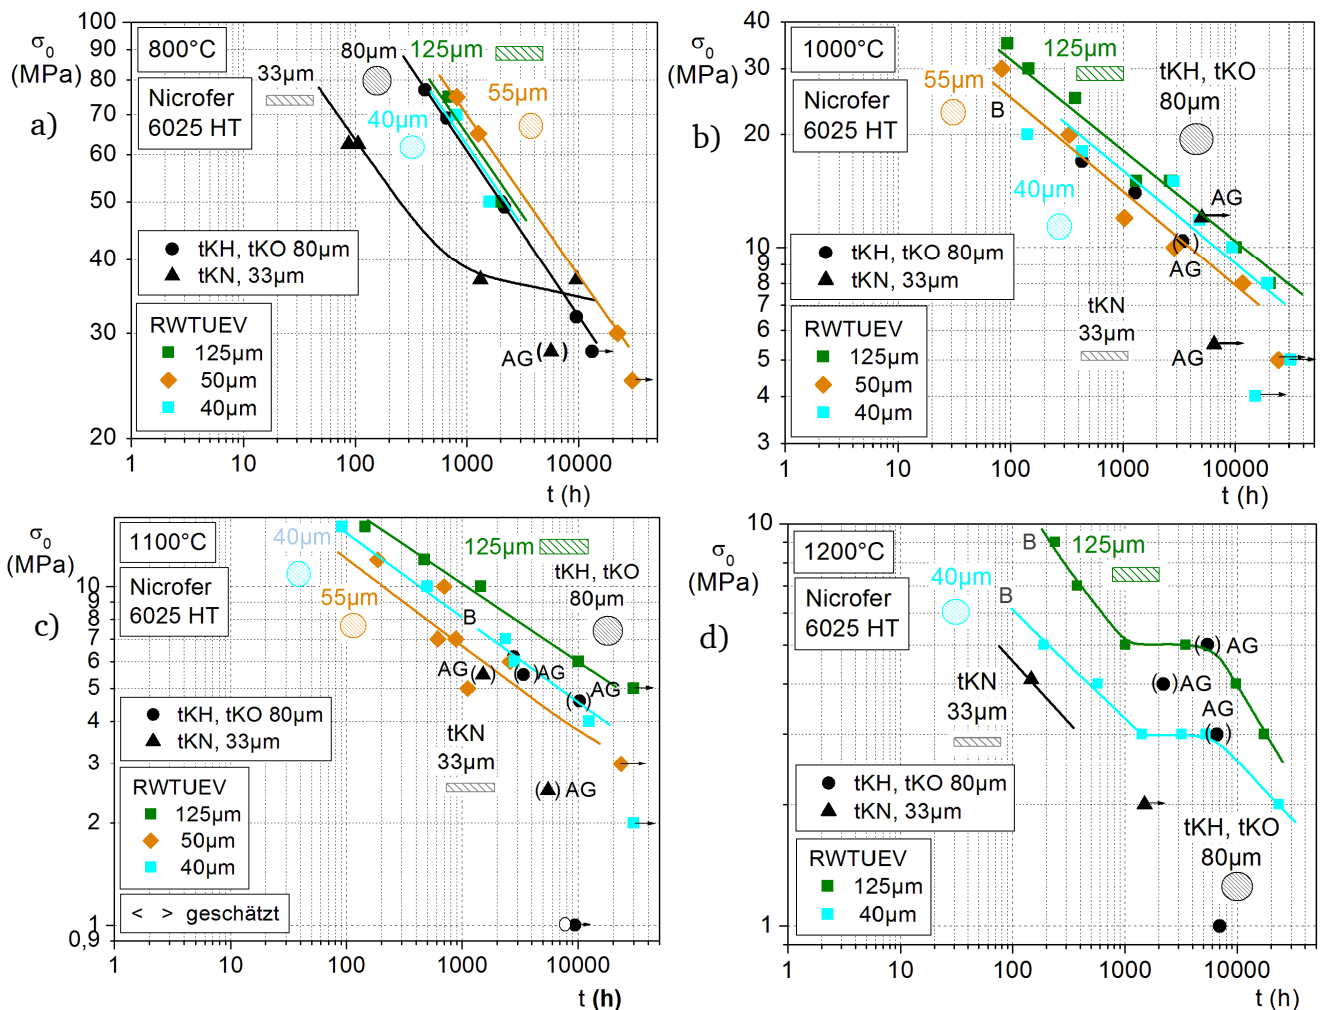 a)
σ0
(MPa)
100
90
80
70
60
50
40
30
20
800°C
Nicrofer
6025 HT
33µm
80µm
125µm
55µm
40µm
tKH, tKO 80µm
tKN, 33µm
RWTUEV
125µm
50µm
40µm
AG ( )
1
10
100
1000
10000
t (h)
b)
σ0
(MPa)
40
30
20
10
9
8
7
6
5
4
3
1000°C
Nicrofer
6025 HT
125µm
55µm
B
tKH, tKO
80µm
40µm
AG
( )
AG
tKH, tKO 80µm
tKN, 33µm
tKN
33µm
AG
RWTUEV
125µm
50µm
40µm
1
10
100
1000
10000
t (h)
c)
σ0
(MPa)
10
9
8
7
6
5
4
3
2
1
0,9
1100°C
Nicrofer
6025 HT
40µm
125µm
tKH, tKO
80µm
55µm
B
AG ( )
( ) AG
( ) AG
tKH, tKO 80µm
tKN, 33µm
tKN
33µm
( ) AG
RWTUEV
125µm
50µm
40µm
< > geschätzt
1
10
100
1000
10000
t (h)
d)
σ0
(MPa)
10
1
1200°C
Nicrofer
6025 HT
B
125µm
40µm
B
( ) AG
( ) AG
AG
( )
tKN
33µm
tKH, tKO 80µm
tKN, 33µm
tKH, tKO
80µm
RWTUEV
125µm
40µm
1
10
100
1000
10000
t (h)